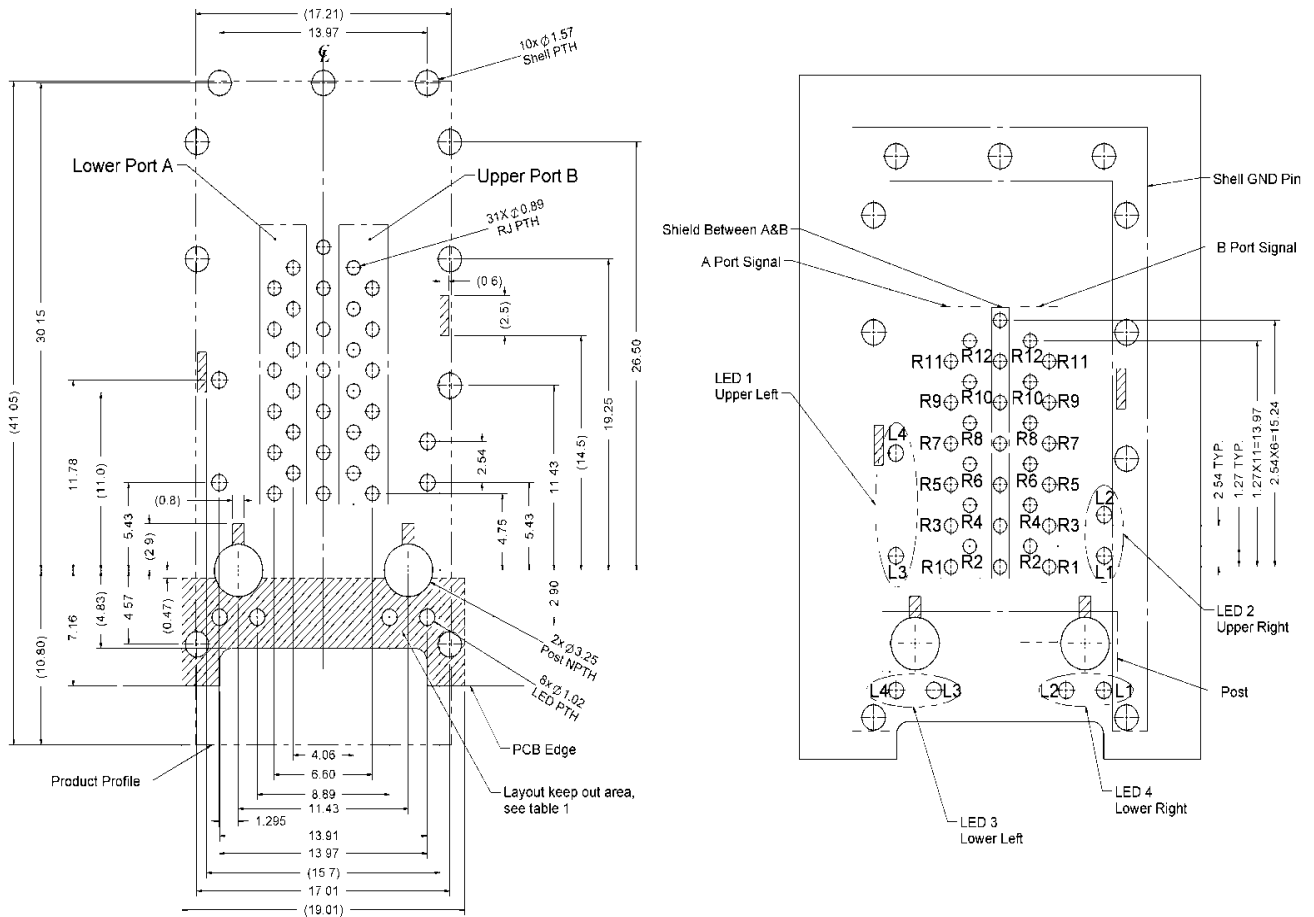 (17.21)
13.97
10x Ø1.57
Shell PTH
Lower Port A
Upper Port B
31X Ø0.89
RJ PTH
(0 6)
(2.5)
30.15
(41 05)
26.50
19.25
(14.5)
11.43
11.78
(11.0)
5.43
(0.8)
(2 9)
2.54
4.75
5.43
2.90
(10.80)
7.16
(4.83)
4.57
(0.47)
2x Ø3.25
Post NPTH
8x Ø1.02
LED PTH
PCB Edge
Product Profile
Layout keep out area,
see table 1
4.06
6.60
8.89
11.43
1.295
13.91
13 97
(15 7)
17 01
(19.01)
Shell GND Pin
Shield Between A&B
A Port Signal
B Port Signal
LED 1
Upper Left
R12 R12
R11 R11
R10 R10
R9 R9
R8 R8
R7 R7
R6 R6
R5 R5
R4 R4
R3 R3
R2 R2
R1 R1
L4
L3
L2
L1
2 54 TYP.
1.27 TYP.
1.27X11=13.97
2.54X6=15.24
LED 2
Upper Right
Post
L4 L3 L2 L1
LED 4
Lower Right
LED 3
Lower Left